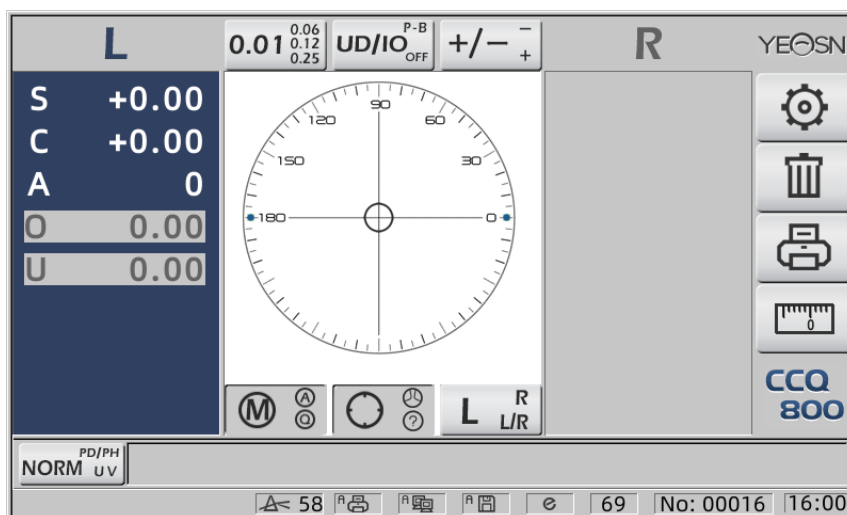 L
0.01 0.06
0.12
0.25
UD/IO P-B
OFF
+/− −
+
R
YEOSN
S +0.00
C +0.00
A 0
O 0.00
U 0.00
90
120 60
150 30
180 0
0
M A
Q
?
L R
L/R
CCQ
800
NORM PD/PH
UV
58 A A A e 69 No: 00016 16:00